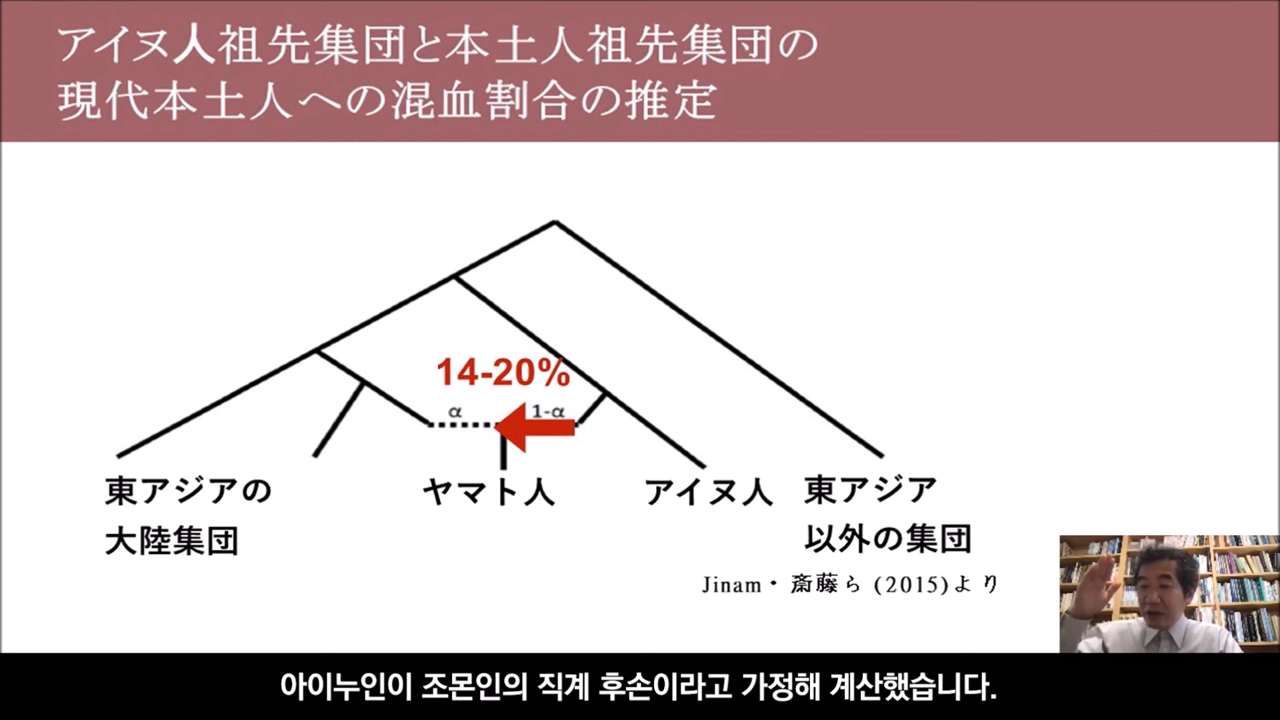 アイヌ人祖先集団と本土人祖先集団の
現代本土人への混血割合の推定
14-20%
α
1-α
東アジアの
大陸集団
ヤマト人
アイヌ人
東アジア
以外の集団
Jinam・斎藤ら (2015)より
아이누인이 조몬인의 직계 후손이라고 가정해 계산했습니다.